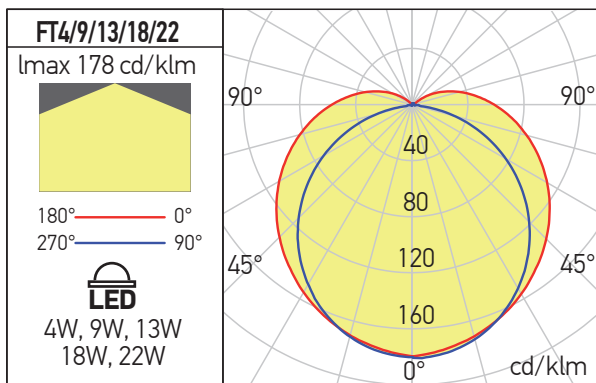 FT4/9/13/18/22
lmax 178 cd/klm
180° 0°
270° 90°
LED
4W, 9W, 13W
18W, 22W
90° 90°
40
80
120
45° 45°
160
0° cd/klm